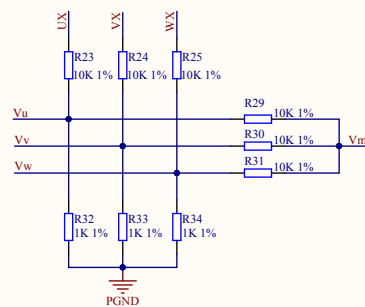 UX VX WX
R23 R24 R25
10K 1% 10K 1% 10K 1%
Vu
R29
10K 1%
Vv
R30
10K 1%
Vm
Vw
R31
10K 1%
R32 R33 R34
1K 1% 1K 1% 1K 1%
PGND